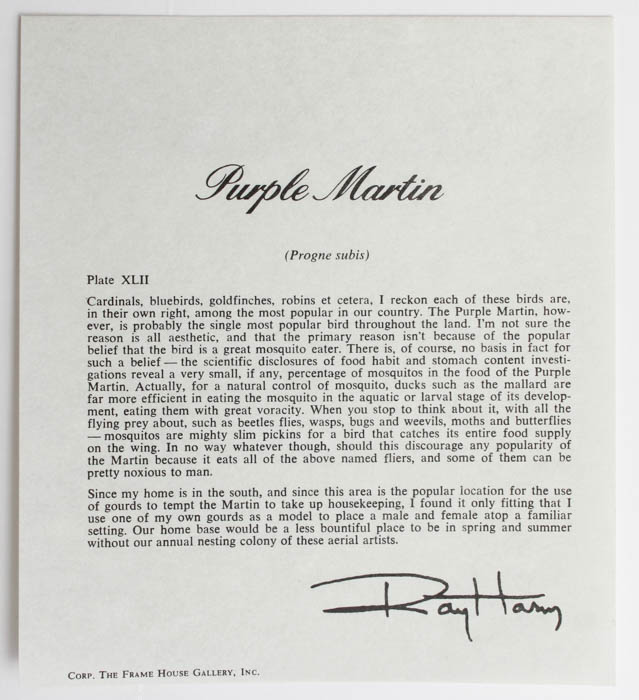 Purple Martin
(Progne subis)
Plate XLII
Cardinals, bluebirds, goldfinches, robins et cetera, I reckon each of these birds are,
in their own right, among the most popular in our country. The Purple Martin, how-
ever, is probably the single most popular bird throughout the land. I'm not sure the
reason is all aesthetic, and that the primary reason isn't because of the popular
belief that the bird is a great mosquito eater. There is, of course, no basis in fact for
such a belief — the scientific disclosures of food habit and stomach content investi-
gations reveal a very small, if any, percentage of mosquitos in the food of the Purple
Martin. Actually, for a natural control of mosquito, ducks such as the mallard are
far more efficient in eating the mosquito in the aquatic or larval stage of its develop-
ment, eating them with great voracity. When you stop to think about it, with all the
flying prey about, such as beetles flies, wasps, bugs and weevils, moths and butterflies
— mosquitos are mighty slim pickins for a bird that catches its entire food supply
on the wing. In no way whatever though, should this discourage any popularity of
the Martin because it eats all of the above named fliers, and some of them can be
pretty noxious to man.
Since my home is in the south, and since this area is the popular location for the use
of gourds to tempt the Martin to take up housekeeping, I found it only fitting that I
use one of my own gourds as a model to place a male and female atop a familiar
setting. Our home base would be a less bountiful place to be in spring and summer
without our annual nesting colony of these aerial artists.
Ray Harm
Corp. The Frame House Gallery, Inc.